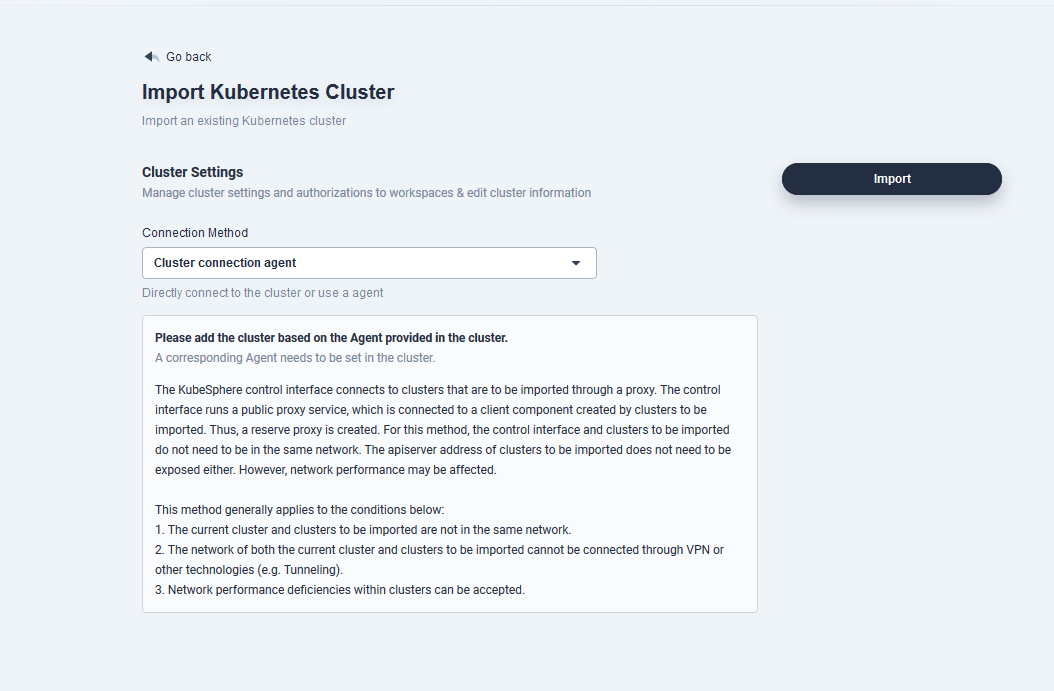 Go back
Import Kubernetes Cluster
Import an existing Kubernetes cluster
Cluster Settings
Manage cluster settings and authorizations to workspaces & edit cluster information
Import
Connection Method
Cluster connection agent
Directly connect to the cluster or use a agent
Please add the cluster based on the Agent provided in the cluster.
A corresponding Agent needs to be set in the cluster.
The KubeSphere control interface connects to clusters that are to be imported through a proxy. The control
interface runs a public proxy service, which is connected to a client component created by clusters to be
imported. Thus, a reserve proxy is created. For this method, the control interface and clusters to be imported
do not need to be in the same network. The apiserver address of clusters to be imported does not need to be
exposed either. However, network performance may be affected.
This method generally applies to the conditions below:
1. The current cluster and clusters to be imported are not in the same network.
2. The network of both the current cluster and clusters to be imported cannot be connected through VPN or
other technologies (e.g. Tunneling).
3. Network performance deficiencies within clusters can be accepted.